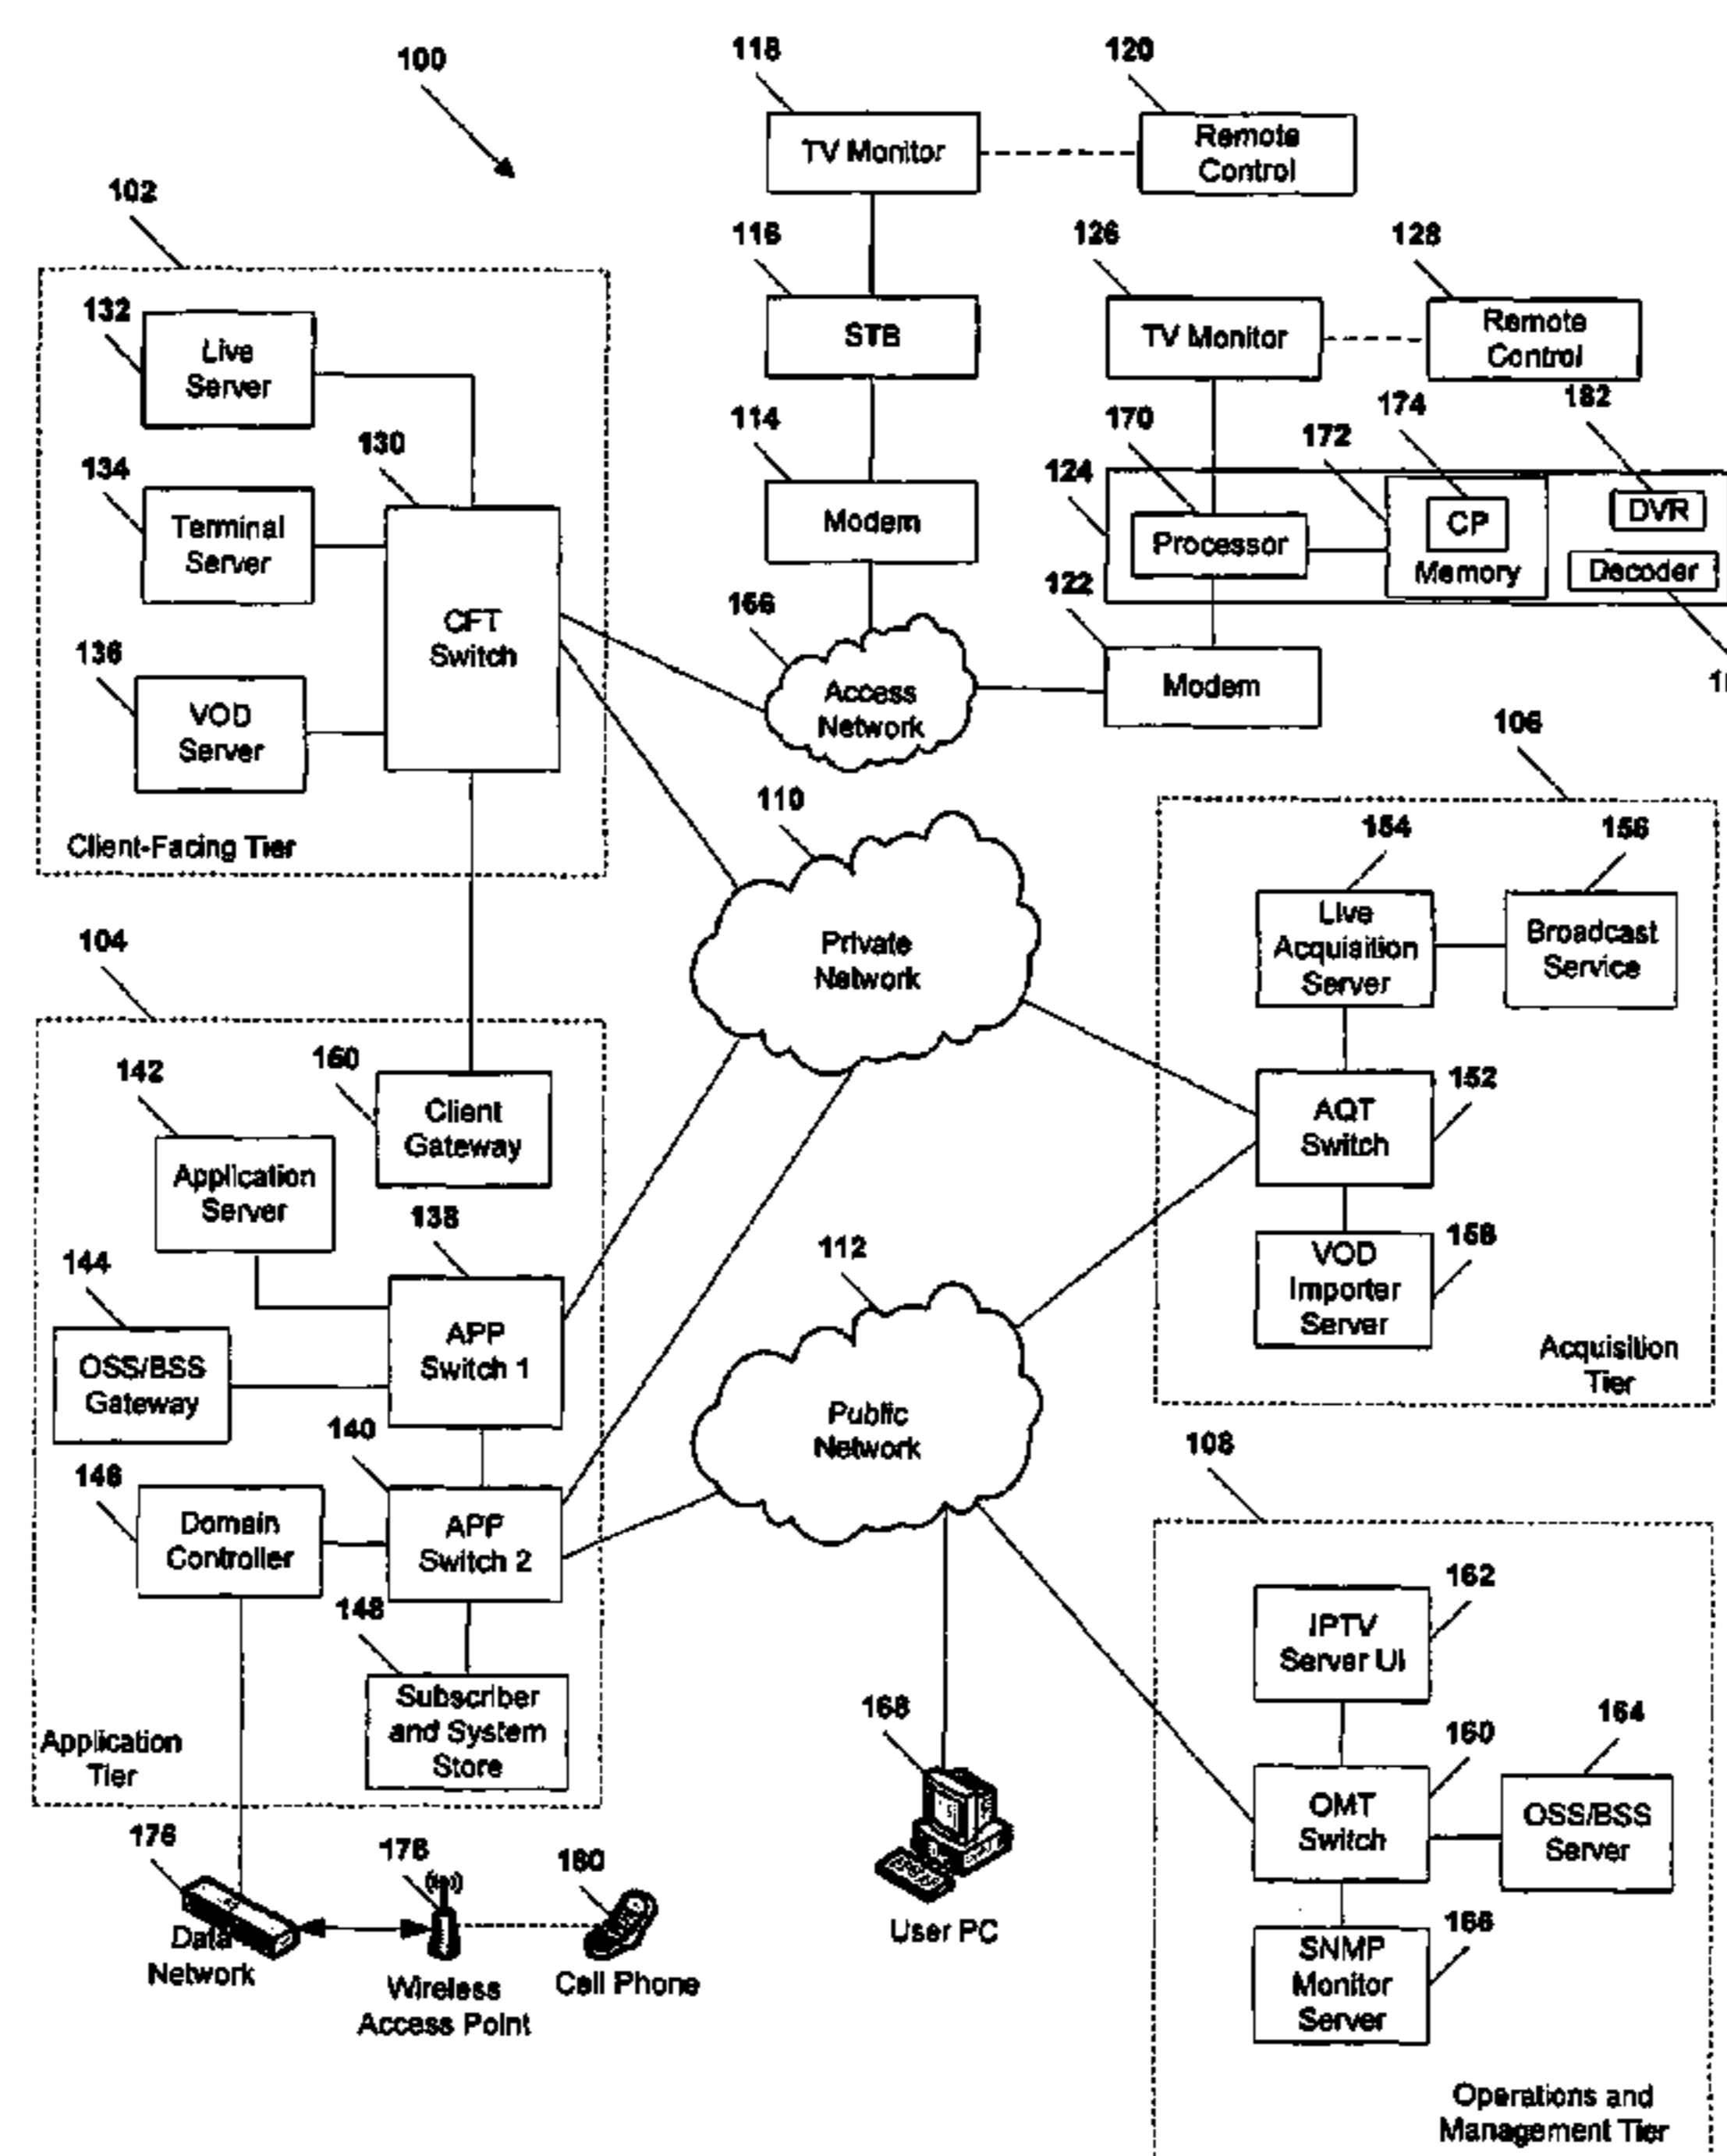 100
118
120
TV Monitor
Remote
Control
102
116
126
128
132
Live
Server
STB
TV Monitor
Remote
Control
134
130
114
170
172
174
182
124
Terminal
Server
Modem
Processor
CP
Memory
DVR
Decoder
122
136
CFT
Switch
Access
Network
Modem
VOD
Server
106
110
Client-Facing Tier
154
156
104
Private
Network
Live
Acquisition
Server
Broadcast
Service
142
Client
Gateway
152
AQT
Switch
Application
Server
138
112
144
VOD
Importer
Server
APP
Switch 1
OSS/BSS
Gateway
Acquisition
Tier
140
Public
Network
108
146
Domain
Controller
APP
Switch 2
148
162
IPTV
Server UI
Subscriber
and System
Store
168
160
164
Application
Tier
OMT
Switch
OSS/BSS
Server
176
User PC
166
Data
Network
Wireless
Access Point
Cell Phone
SNMP
Monitor
Server
Operations and
Management Tier